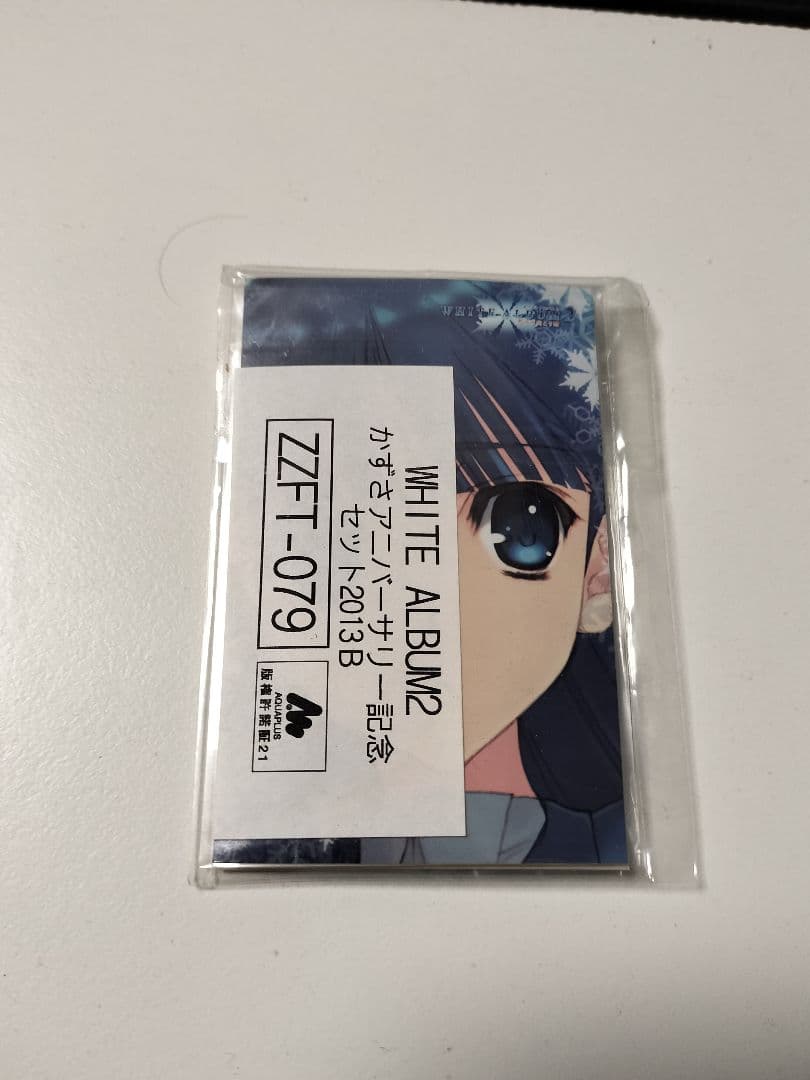 WHITE ALBUM2
かずさアニバーサリー記念
セット2013B
ZZFT-079
AQUAPLUS
版権許諾証21